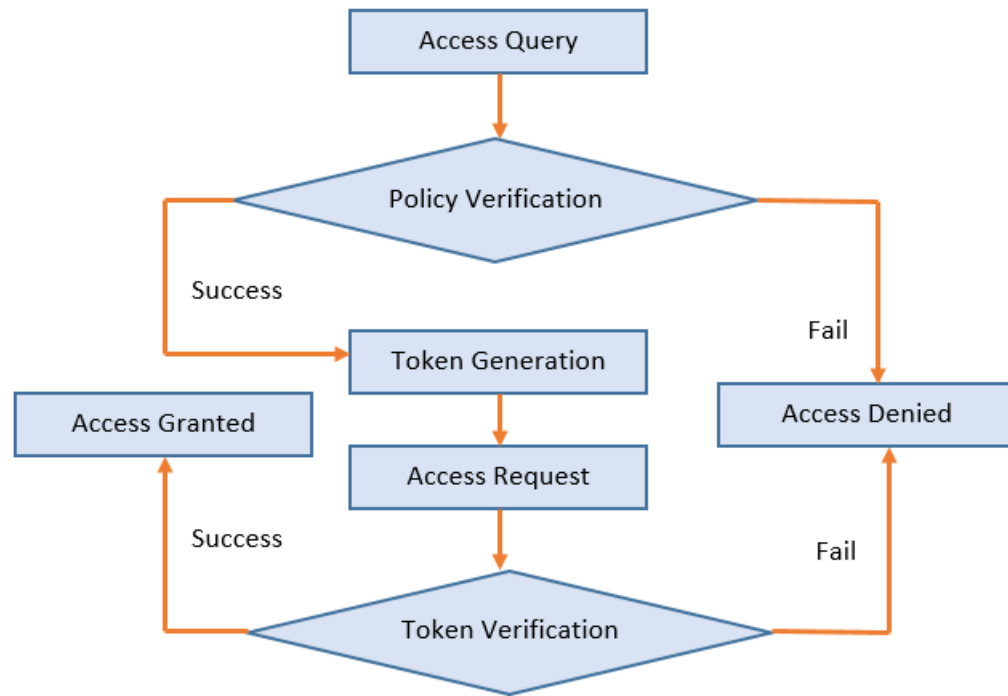 Access Query
Policy Verification
Success
Fail
Token Generation
Access Granted
Access Denied
Access Request
Success
Fail
Token Verification